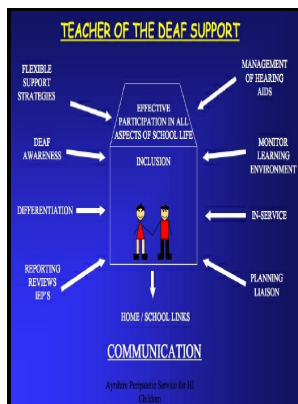 TEACHER OF THE DEAF SUPPORT
FLEXIBLE
SUPPORT
STRATEGIES
MANAGEMENT
OF HEARING
AIDS
EFFECTIVE
PARTICIPATION IN ALL
ASPECTS OF SCHOOL LIFE
DEAF
AWARENESS
INCLUSION
MONITOR
LEARNING
ENVIRONMENT
DIFFERENTIATION
IN-SERVICE
REPORTING
REVIEWS
IEP'S
PLANNING
LIAISON
HOME / SCHOOL LINKS
COMMUNICATION
Ayrshire Peripatetic Service for HI
Children